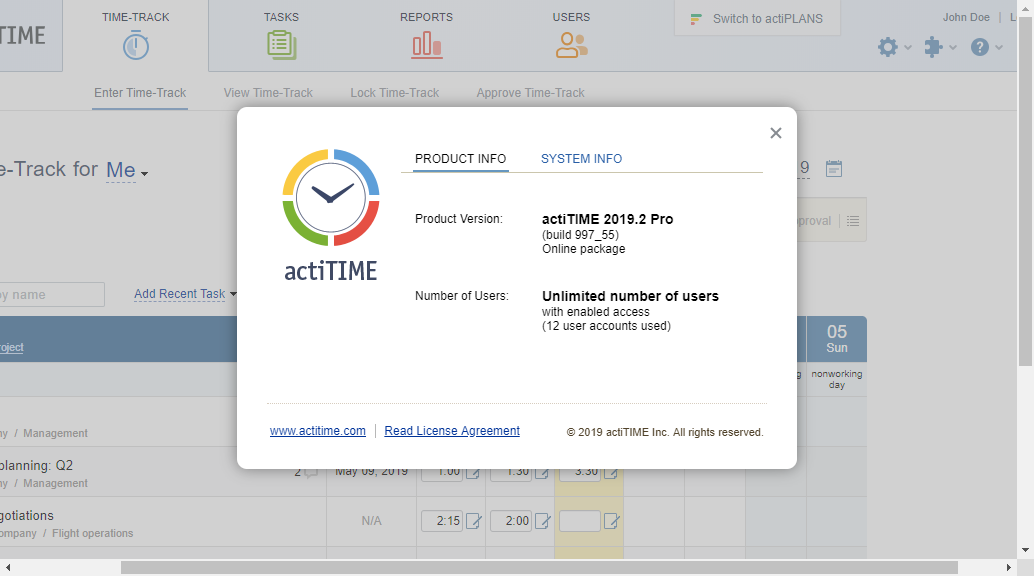 TIME
TIME-TRACK
TASKS
REPORTS
USERS
Switch to actiPLANS
John Doe
Enter Time-Track
View Time-Track
Lock Time-Track
Approve Time-Track
e-Track for Me
9
PRODUCT INFO
SYSTEM INFO
Product Version:
actiTIME 2019.2 Pro
(build 997_55)
Online package
actiTIME
Number of Users:
Unlimited number of users
with enabled access
(12 user accounts used)
www.actitime.com
Read License Agreement
© 2019 actiTIME Inc. All rights reserved.
proval
by name
Add Recent Task
roject
05
Sun
nonworking
day
ny / Management
planning: Q2
2
May 09, 2019
1:00
1:30
3:30
ny / Management
gotiations
N/A
2:15
2:00
ompany / Flight operations